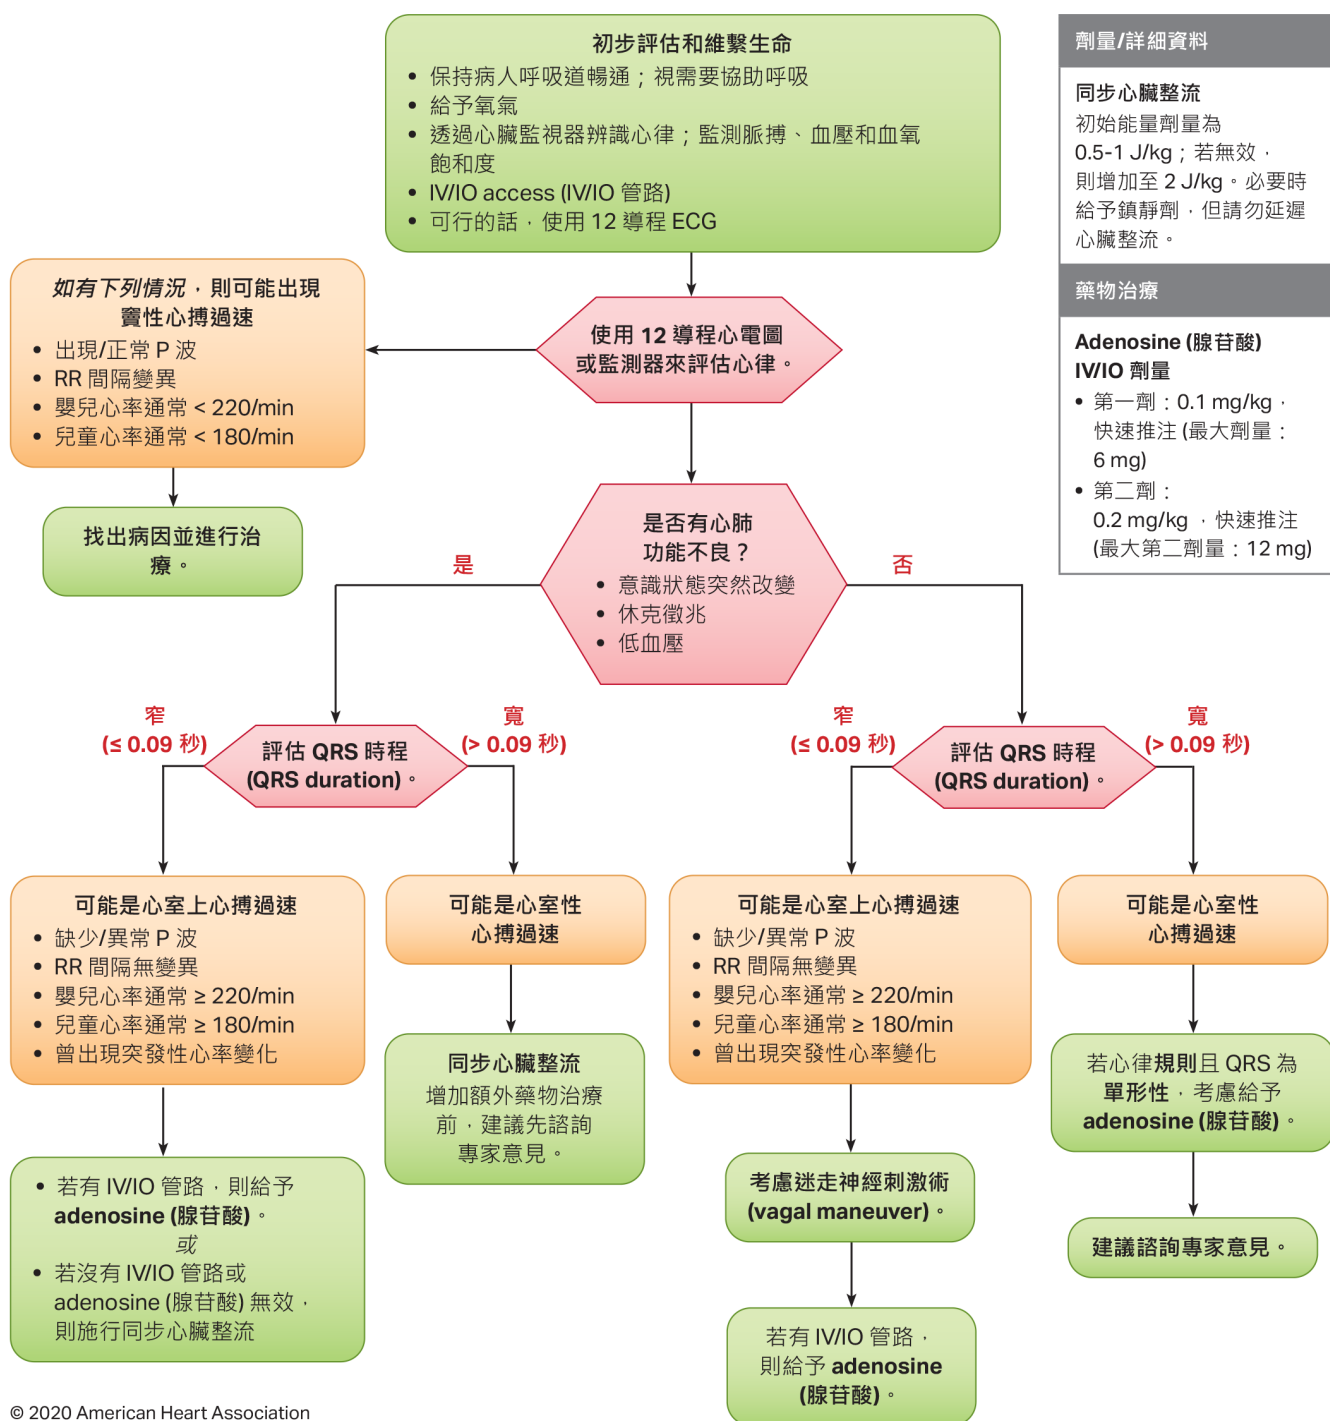 初步評估和維繫生命
• 保持病人呼吸道暢通；視需要協助呼吸
• 給予氧氣
• 透過心臟監視器辨識心律；監測脈搏、血壓和血氧
飽和度
• IV/IO access (IV/IO 管路)
• 可行的話，使用 12 導程 ECG
劑量/詳細資料
同步心臟整流
初始能量劑量為
0.5-1 J/kg；若無效，
則增加至 2 J/kg。必要時
給予鎮靜劑，但請勿延遲
心臟整流。
藥物治療
Adenosine (腺苷酸)
IV/IO 劑量
• 第一劑：0.1 mg/kg，
快速推注 (最大劑量：
6 mg)
• 第二劑：
0.2 mg/kg ，快速推注
(最大第二劑量：12 mg)
如有下列情況，則可能出現
竇性心搏過速
• 出現/正常 P 波
• RR 間隔變異
• 嬰兒心率通常 < 220/min
• 兒童心率通常 < 180/min
使用 12 導程心電圖
或監測器來評估心律。
找出病因並進行治
療。
是否有心肺
功能不良？
• 意識狀態突然改變
• 休克徵兆
• 低血壓
是
否
窄
(≤ 0.09 秒)
評估 QRS 時程
(QRS duration)。
寬
(> 0.09 秒)
窄
(≤ 0.09 秒)
評估 QRS 時程
(QRS duration)。
寬
(> 0.09 秒)
可能是心室上心搏過速
• 缺少/異常 P 波
• RR 間隔無變異
• 嬰兒心率通常 ≥ 220/min
• 兒童心率通常 ≥ 180/min
• 曾出現突發性心率變化
可能是心室性
心搏過速
可能是心室上心搏過速
• 缺少/異常 P 波
• RR 間隔無變異
• 嬰兒心率通常 ≥ 220/min
• 兒童心率通常 ≥ 180/min
• 曾出現突發性心率變化
可能是心室性
心搏過速
• 若有 IV/IO 管路，則給予
adenosine (腺苷酸)。
或
• 若沒有 IV/IO 管路或
adenosine (腺苷酸) 無效，
則施行同步心臟整流
同步心臟整流
增加額外藥物治療
前，建議先諮詢
專家意見。
考慮迷走神經刺激術
(vagal maneuver)。
若有 IV/IO 管路，
則給予 adenosine
(腺苷酸)。
若心律規則且 QRS 為
單形性，考慮給予
adenosine (腺苷酸)。
建議諮詢專家意見。
© 2020 American Heart Association